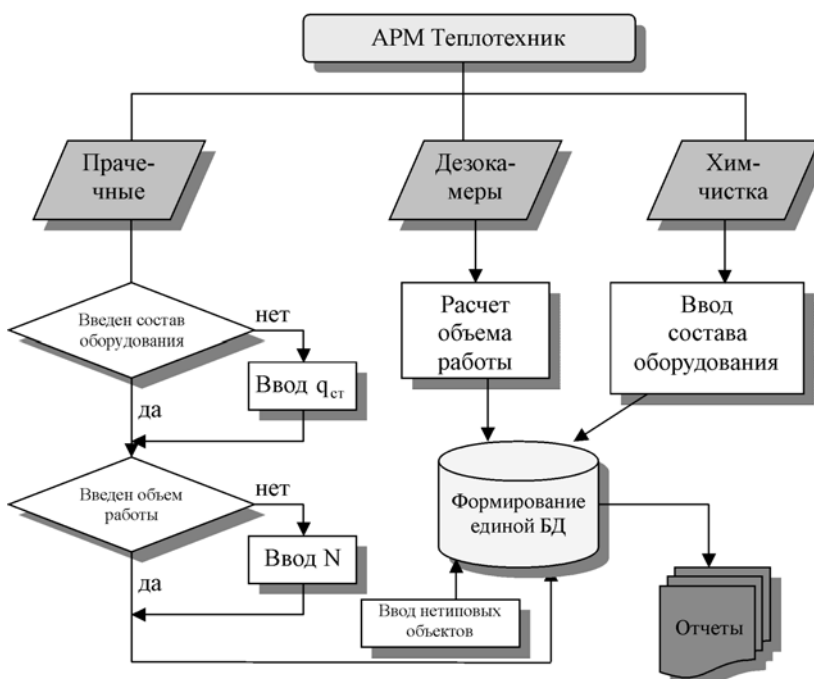 АРМ Теплотехник
Праче-
чные
Дезока-
меры
Хим-
чистка
Введен состав
оборудования
нет
Ввод qст
да
Расчет
объема
работы
Ввод
состава
оборудования
Введен объем
работы
нет
Ввод N
да
Формирование
единой БД
Ввод нетиповых
объектов
Отчеты